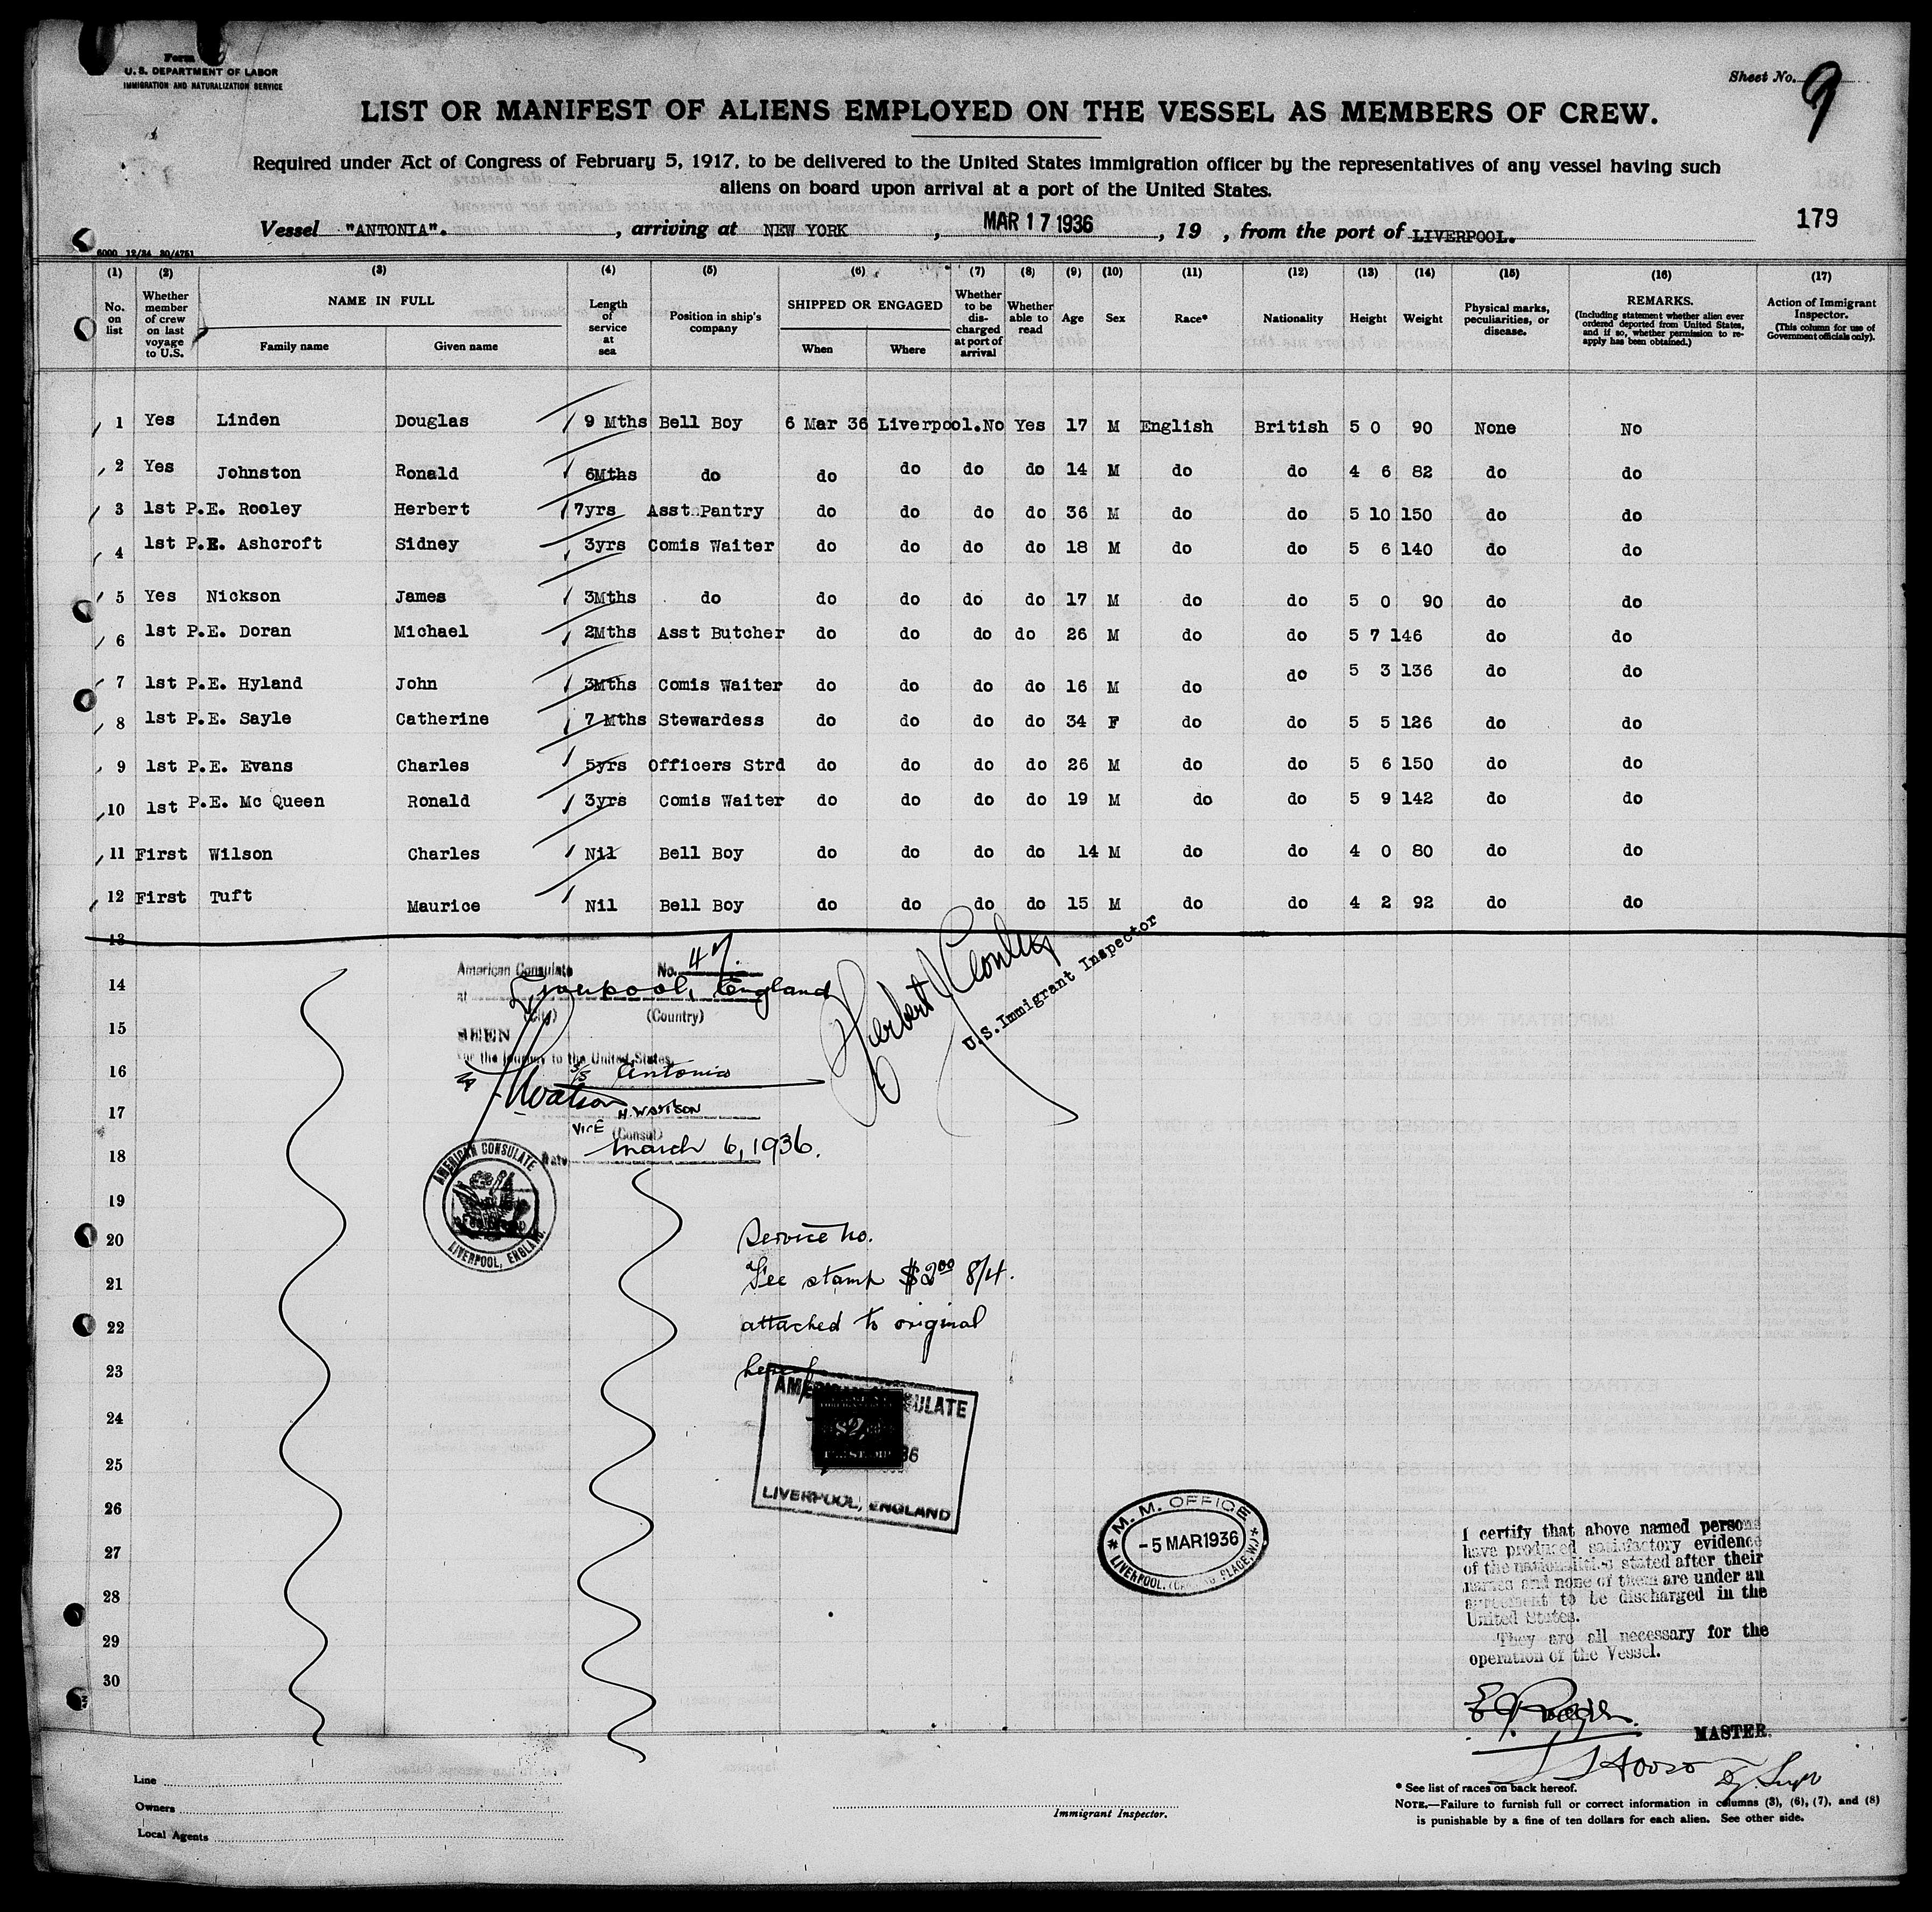 Form
U. S. DEPARTMENT OF LABOR
IMMIGRATION AND NATURALIZATION SERVICE
Sheet No. 9
LIST OR MANIFEST OF ALIENS EMPLOYED ON THE VESSEL AS MEMBERS OF CREW.
Required under Act of Congress of February 5, 1917, to be delivered to the United States immigration officer by the representatives of any vessel having such
aliens on board upon arrival at a port of the United States.
179
Vessel "ANTONIA". , arriving at NEW YORK , MAR 17 1936 , 19 , from the port of LIVERPOOL.
6000 12/34 30/4751
(1) (2) (3) (4) (5) (6) (7) (8) (9) (10) (11) (12) (13) (14) (15) (16) (17)
No. on list Whether member of crew on last voyage to U.S. NAME IN FULL Family name Given name Length of service at sea Position in ship's company SHIPPED OR ENGAGED When Where Whether to be discharged at port of arrival Whether able to read Age Sex Race* Nationality Height Weight Physical marks, peculiarities, or disease. REMARKS. (Including statement whether alien ever ordered deported from United States, and if so, whether permission to re-apply has been obtained.) Action of Immigrant Inspector. (This column for use of Government officials only).
1 Yes Linden Douglas 9 Mths Bell Boy 6 Mar 36 Liverpool. No Yes 17 M English British 5 0 90 None No
2 Yes Johnston Ronald 6Mths do do do do do 14 M do do 4 6 82 do do
3 1st P.E. Rooley Herbert 7yrs Asst Pantry do do do do 36 M do do 5 10 150 do do
4 1st P.E. Ashcroft Sidney 3yrs Comis Waiter do do do do 18 M do do 5 6 140 do do
5 Yes Nickson James 3Mths do do do do do 17 M do do 5 0 90 do do
6 1st P.E. Doran Michael 2Mths Asst Butcher do do do do 26 M do do 5 7 146 do do
7 1st P.E. Hyland John 3Mths Comis Waiter do do do do 16 M do do 5 3 136 do do
8 1st P.E. Sayle Catherine 7 Mths Stewardess do do do do 34 F do do 5 5 126 do do
9 1st P.E. Evans Charles 5yrs Officers Strd do do do do 26 M do do 5 6 150 do do
10 1st P.E. Mc Queen Ronald 3yrs Comis Waiter do do do do 19 M do do 5 9 142 do do
11 First Wilson Charles Nil Bell Boy do do do do 14 M do do 4 0 80 do do
12 First Tuft Maurice Nil Bell Boy do do do do 15 M do do 4 2 92 do do
13
14
15
16
17
18
19
20
21
22
23
24
25
26
27
28
29
30
American Consulate No. 47.
at Liverpool, England
(City) (Country)
SEEN
For the journey to the United States.
S/S Antonia
H. WATSON
VICE (Consul)
Date March 6, 1936.
AMERICAN CONSULATE
LIVERPOOL, ENGLAND.
U.S. Immigrant Inspector
Service no.
Fee stamp $2.00 8/4.
attached to original
hereof
AMERICAN CONSULATE
LIVERPOOL, ENGLAND
M. M. OFFICE
- 5 MAR 1936
LIVERPOOL.
I certify that above named persons
have produced satisfactory evidence
of the nationalities stated after their
names and none of them are under an
agreement to be discharged in the
United States.
They are all necessary for the
operation of the Vessel.
MASTER.
Line
Owners
Local Agents
Immigrant Inspector.
* See list of races on back hereof.
NOTE.—Failure to furnish full or correct information in columns (3), (6), (7), and (8)
is punishable by a fine of ten dollars for each alien. See other side.